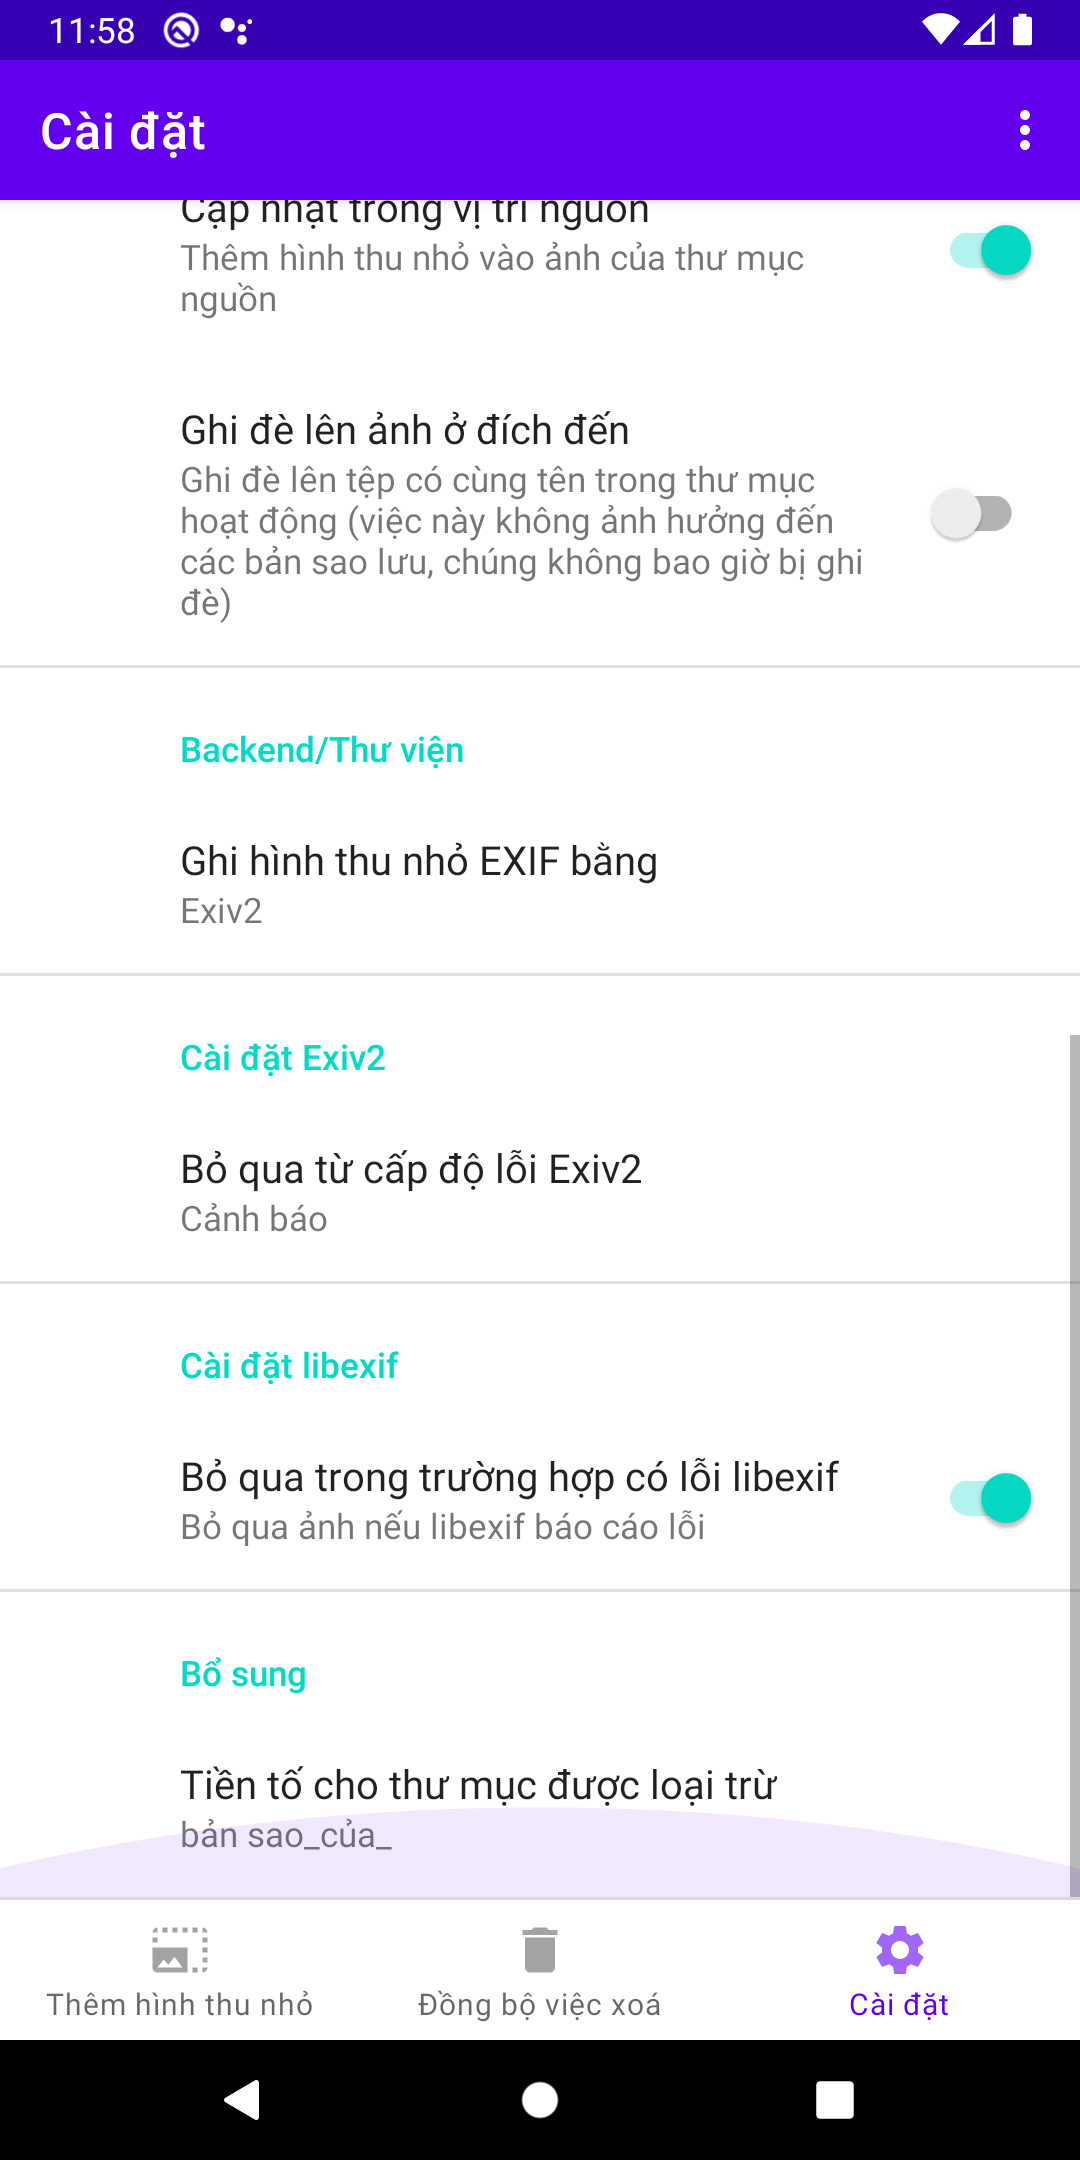 11:58
Cài đặt
Cập nhật trong vị trí nguồn
Thêm hình thu nhỏ vào ảnh của thư mục
nguồn
Ghi đè lên ảnh ở đích đến
Ghi đè lên tệp có cùng tên trong thư mục
hoạt động (việc này không ảnh hưởng đến
các bản sao lưu, chúng không bao giờ bị ghi
đè)
Backend/Thư viện
Ghi hình thu nhỏ EXIF bằng
Exiv2
Cài đặt Exiv2
Bỏ qua từ cấp độ lỗi Exiv2
Cảnh báo
Cài đặt libexif
Bỏ qua trong trường hợp có lỗi libexif
Bỏ qua ảnh nếu libexif báo cáo lỗi
Bổ sung
Tiền tố cho thư mục được loại trừ
bản sao_của_
Thêm hình thu nhỏ
Đồng bộ việc xoá
Cài đặt